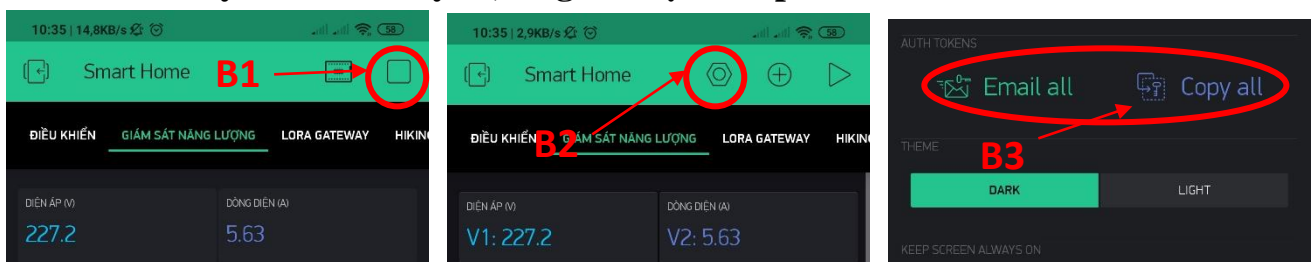 10:35 | 14,8KB/s 58
Smart Home B1
ĐIỀU KHIỂN GIÁM SÁT NĂNG LƯỢNG LORA GATEWAY HIKING
ĐIỆN ÁP (V) DÒNG ĐIỆN (A)
227.2 5.63
10:35 | 2,9KB/s 58
Smart Home
ĐIỀU KHIỂN GIÁM SÁT NĂNG LƯỢNG LORA GATEWAY HIKIN
B2
ĐIỆN ÁP (V) DÒNG ĐIỆN (A)
V1: 227.2 V2: 5.63
AUTH TOKENS
Email all Copy all
B3
THEME
DARK LIGHT
KEEP SCREEN ALWAYS ON